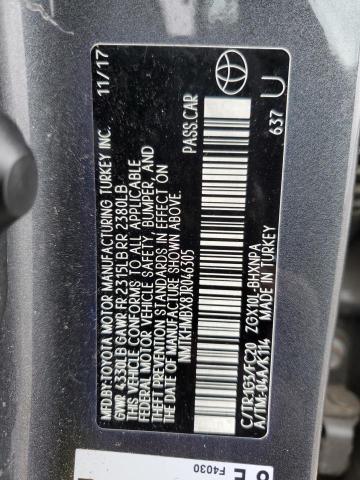 MFD.BY:TOYOTA MOTOR MANUFACTURING TURKEY INC. 11/17
GVWR 4330LB GAWR FR 2315LB RR 2380LB
THIS VEHICLE CONFORMS TO ALL APPLICABLE
FEDERAL MOTOR VEHICLE SAFETY, BUMPER, AND
THEFT PREVENTION STANDARDS IN EFFECT ON
THE DATE OF MANUFACTURE SHOWN ABOVE.
NMTKHMBX87R046305 PASS.CAR
C/TR:1G3/FC20 ZGX10L-BHXNPA 637 U
A/TM:-04A/K114 MADE IN TURKEY
F4030